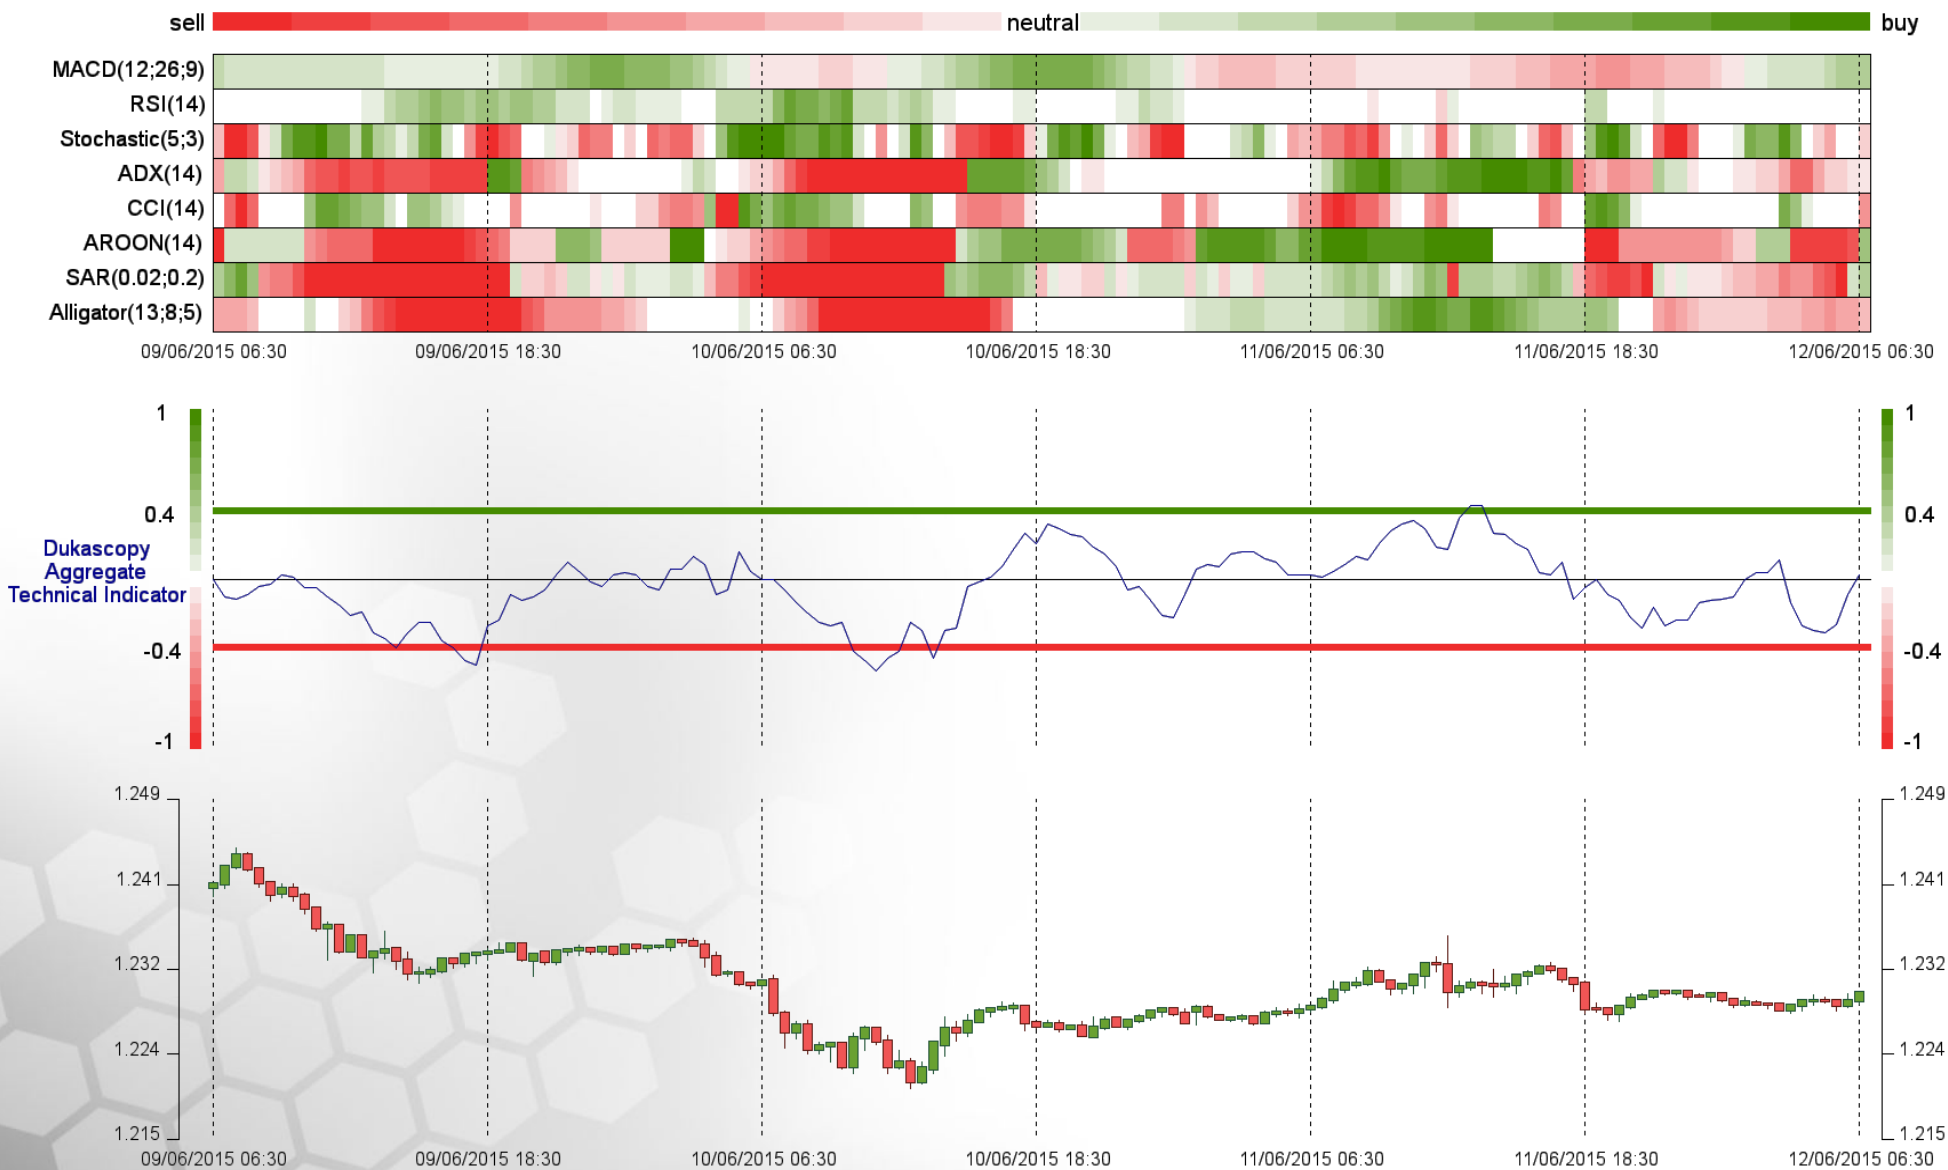 sell neutral buy
MACD(12;26;9)
RSI(14)
Stochastic(5;3)
ADX(14)
CCI(14)
AROON(14)
SAR(0.02;0.2)
Alligator(13;8;5)
09/06/2015 06:30 09/06/2015 18:30 10/06/2015 06:30 10/06/2015 18:30 11/06/2015 06:30 11/06/2015 18:30 12/06/2015 06:30
1 1
0.4 0.4
Dukascopy
Aggregate
Technical Indicator
-0.4 -0.4
-1 -1
1.249 1.249
1.241 1.241
1.232 1.232
1.224 1.224
1.215 1.215
09/06/2015 06:30 09/06/2015 18:30 10/06/2015 06:30 10/06/2015 18:30 11/06/2015 06:30 11/06/2015 18:30 12/06/2015 06:30